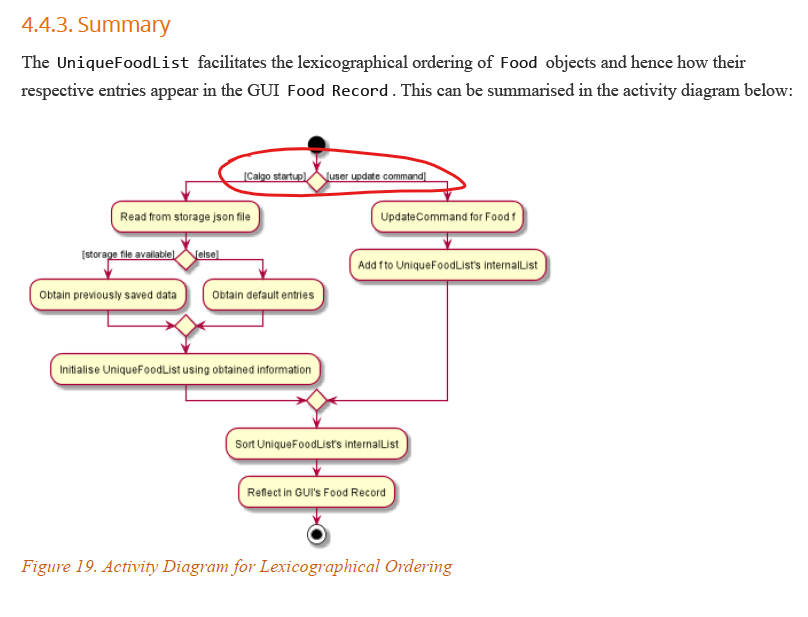 4.4.3. Summary
The UniqueFoodList facilitates the lexicographical ordering of Food objects and hence how their
respective entries appear in the GUI Food Record. This can be summarised in the activity diagram below:
[Calgo startup] [user update command]
Read from storage json file
UpdateCommand for Food f
[storage file available] [else]
Add f to UniqueFoodList's internalList
Obtain previously saved data
Obtain default entries
Initialise UniqueFoodList using obtained information
Sort UniqueFoodList's internalList
Reflect in GUI's Food Record
Figure 19. Activity Diagram for Lexicographical Ordering